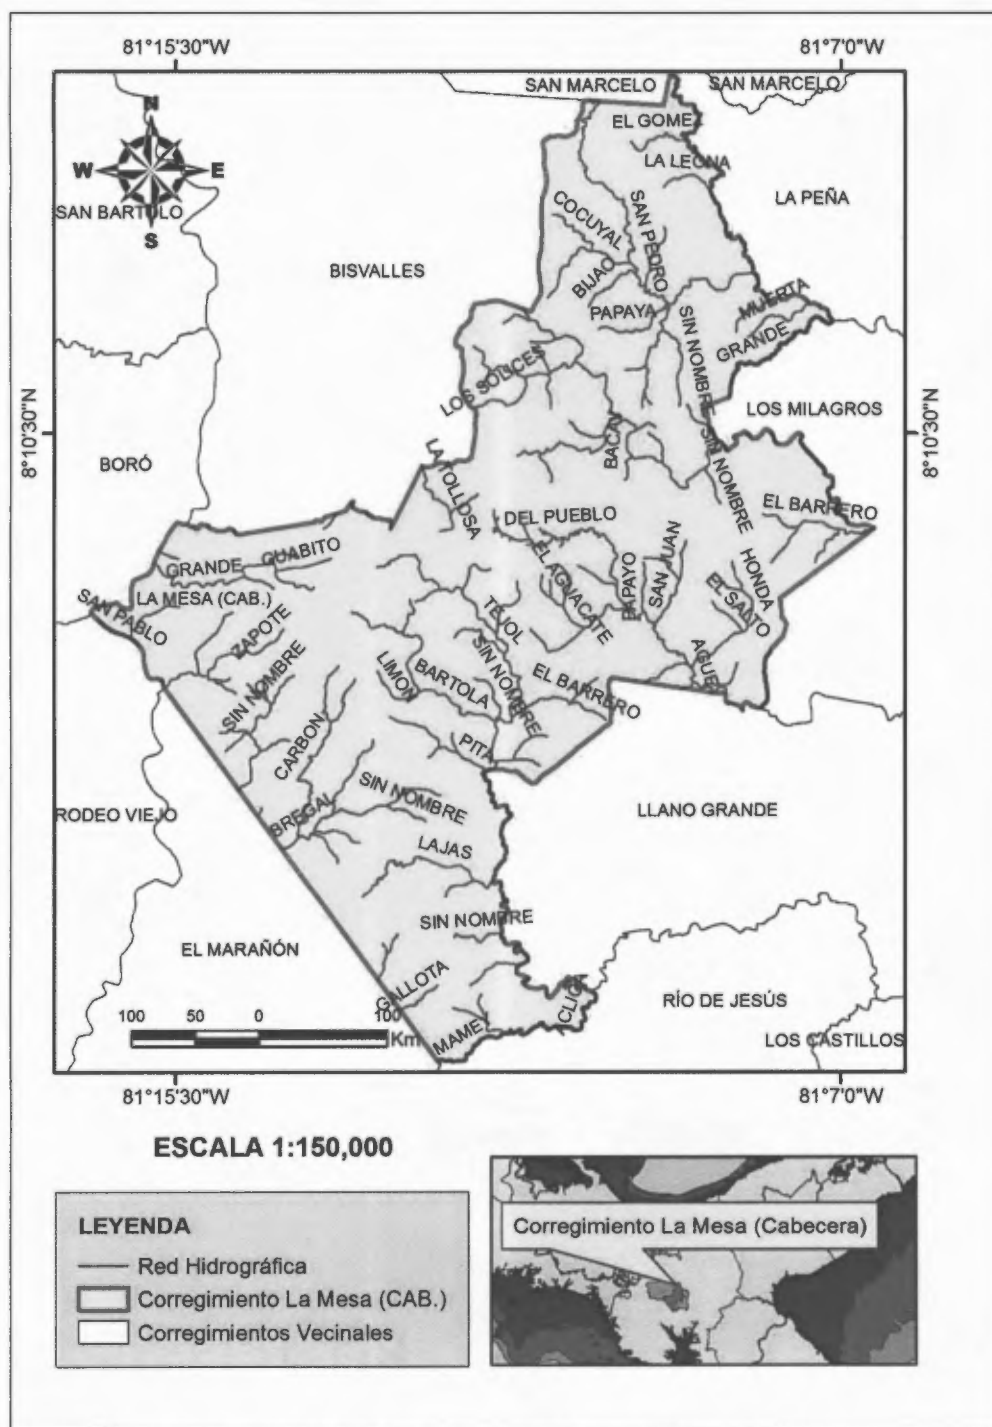 81°15'30"W
81°7'0"W
SAN MARCELO
SAN MARCELO
N
EL GOMEZ
LA LEONA
W
E
LA PEÑA
SAN BARTOLO
S
COCUYAL
SAN PEDRO
BISVALLES
BIJAO
PAPAYA
MUERTA
GRANDE
SIN NOMBRE
LOS SOLICES
LOS MILAGROS
8°10'30"N
8°10'30"N
BORÓ
BACAI
SIN NOMBRE
LA TOLLOSA
EL BARRERO
DEL PUEBLO
GUABITO
GRANDE
EL AGUACATE
PAPAYO
SAN JUAN
HONDA
LA MESA (CAB.)
SAN PABLO
EL SALTO
ZAPOTE
TEJOL
SIN NOMBRE
SIN NOMBRE
LIMON
BARTOLA
EL BARRERO
CARBON
PITA
SIN NOMBRE
BREGAL
RODEO VIEJO
LLANO GRANDE
LAJAS
SIN NOMBRE
EL MARAÑÓN
GALLOTA
RÍO DE JESÚS
MAMEY
LOS CASTILLOS
100 50 0 100
Km
81°15'30"W
81°7'0"W
ESCALA 1:150,000
LEYENDA
Red Hidrográfica
Corregimiento La Mesa (CAB.)
Corregimientos Vecinales
Corregimiento La Mesa (Cabecera)